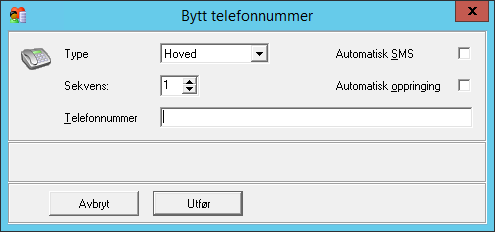 Bytt telefonnummer
x
Type Hoved Automatisk SMS
Sekvens: 1 Automatisk oppringing
Telefonnummer
Avbryt Utfør